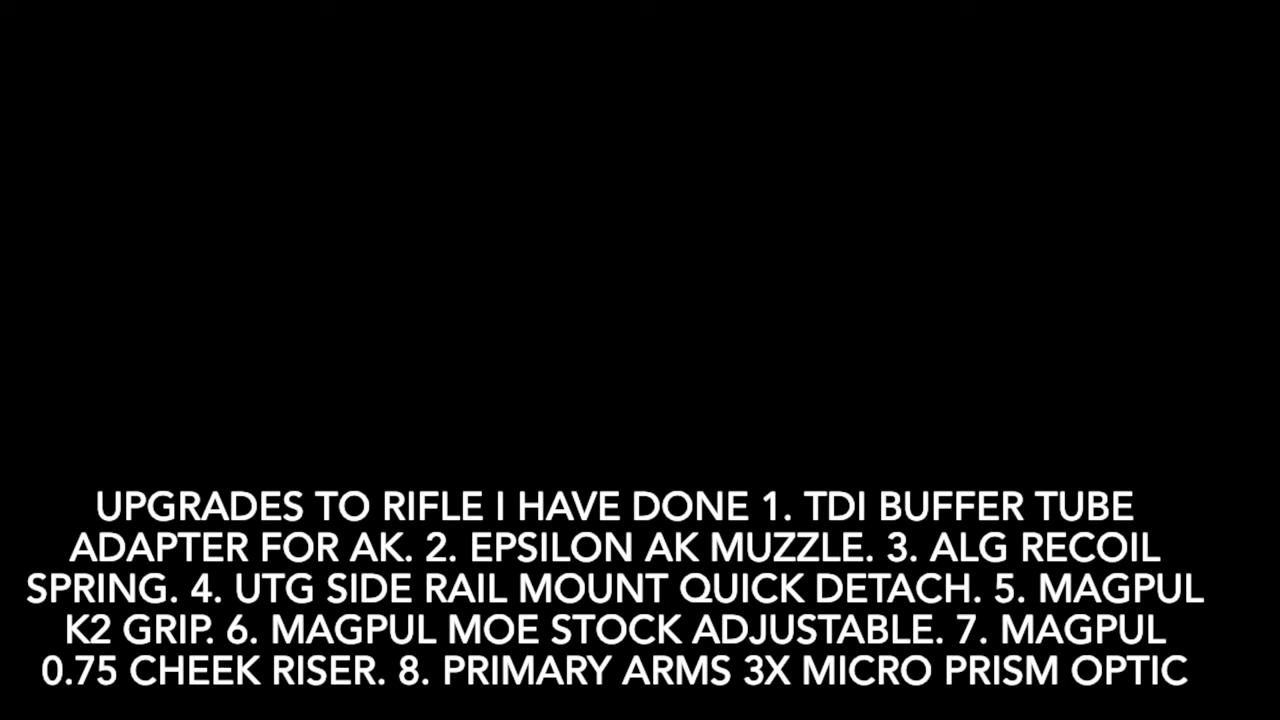 UPGRADES TO RIFLE I HAVE DONE 1. TDI BUFFER TUBE
ADAPTER FOR AK. 2. EPSILON AK MUZZLE. 3. ALG RECOIL
SPRING. 4. UTG SIDE RAIL MOUNT QUICK DETACH. 5. MAGPUL
K2 GRIP. 6. MAGPUL MOE STOCK ADJUSTABLE. 7. MAGPUL
0.75 CHEEK RISER. 8. PRIMARY ARMS 3X MICRO PRISM OPTIC